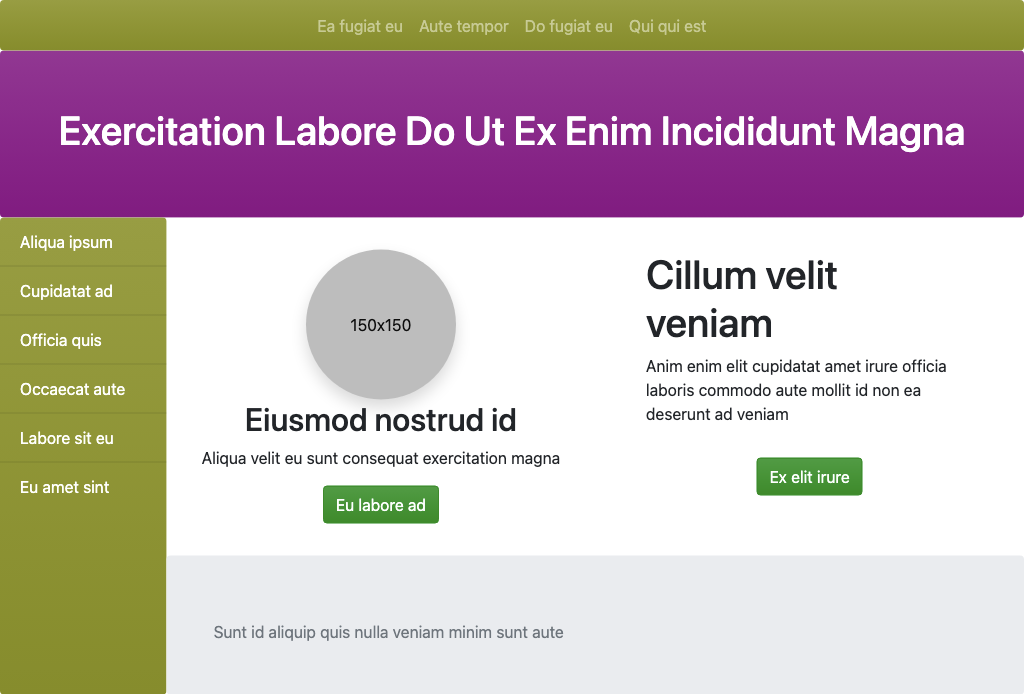 Ea fugiat eu Aute tempor Do fugiat eu Qui qui est
Exercitation Labore Do Ut Ex Enim Incididunt Magna
Aliqua ipsum
Cupidatat ad
Officia quis
Occaecat aute
Labore sit eu
Eu amet sint
150x150
Eiusmod nostrud id
Aliqua velit eu sunt consequat exercitation magna
Eu labore ad
Cillum velit
veniam
Anim enim elit cupidatat amet irure officia
laboris commodo aute mollit id non ea
deserunt ad veniam
Ex elit irure
Sunt id aliquip quis nulla veniam minim sunt aute